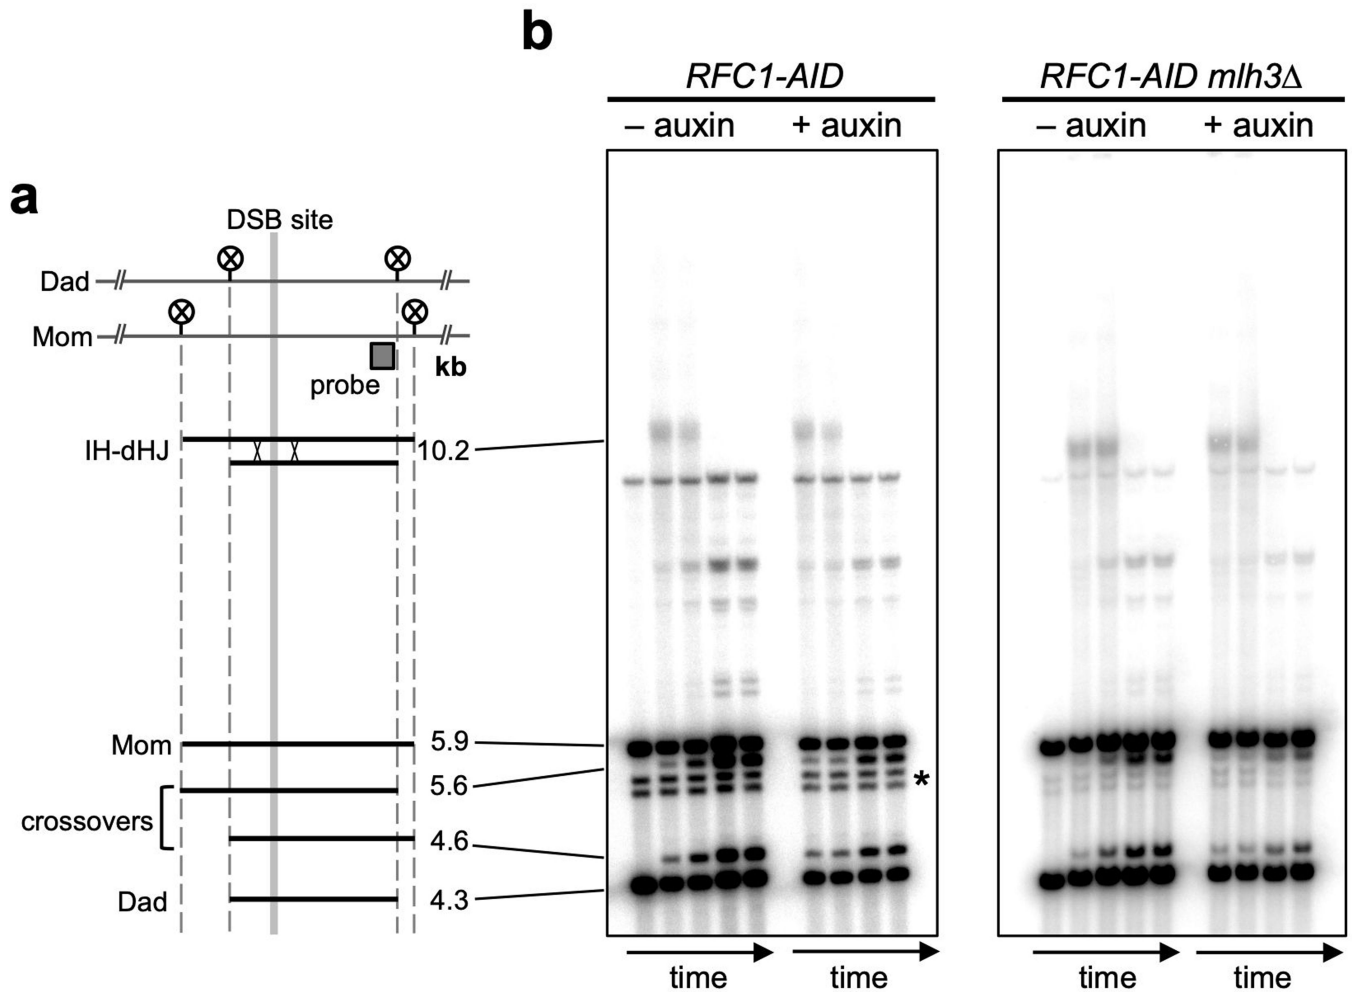 a
DSB site
Dad
Mom
probe
kb
IH-dHJ
10.2
Mom
5.9
5.6
crossovers
4.6
Dad
4.3
b
RFC1-AID
– auxin
+ auxin
*
time
time
RFC1-AID mlh3Δ
– auxin
+ auxin
time
time